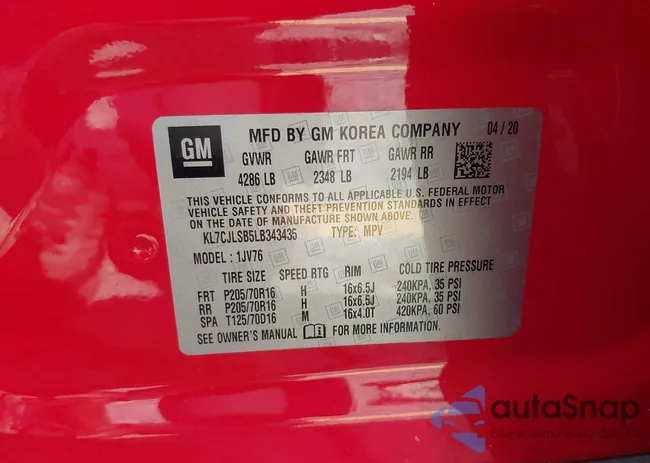 GM
MFD BY GM KOREA COMPANY 04 / 20
GVWR GAWR FRT GAWR RR
4286 LB 2348 LB 2194 LB
THIS VEHICLE CONFORMS TO ALL APPLICABLE U.S. FEDERAL MOTOR
VEHICLE SAFETY AND THEFT PREVENTION STANDARDS IN EFFECT
ON THE DATE OF MANUFACTURE SHOWN ABOVE.
KL7CJLSB5LB343435 TYPE: MPV
MODEL : 1JV76
TIRE SIZE SPEED RTG RIM COLD TIRE PRESSURE
FRT P205/70R16 H 16x6.5J 240KPA, 35 PSI
RR P205/70R16 H 16x6.5J 240KPA, 35 PSI
SPA T125/70D16 M 16x4.0T 420KPA, 60 PSI
SEE OWNER'S MANUAL FOR MORE INFORMATION.
autaSnap